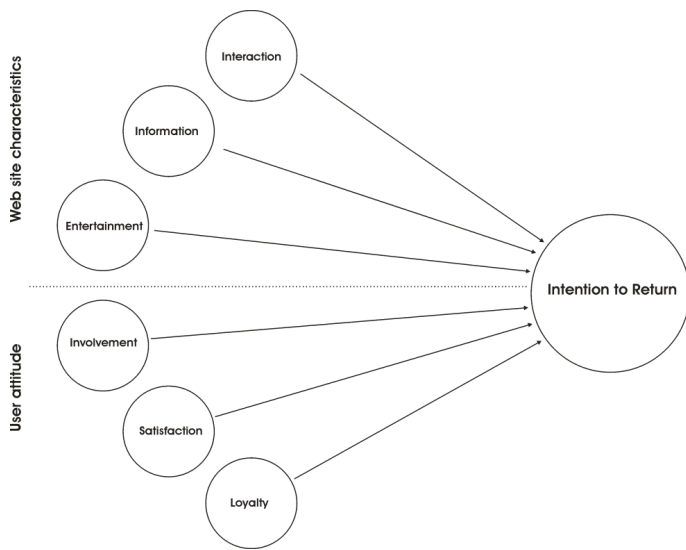 Web site characteristics
Interaction
Information
Entertainment
Intention to Return
User attitude
Involvement
Satisfaction
Loyalty